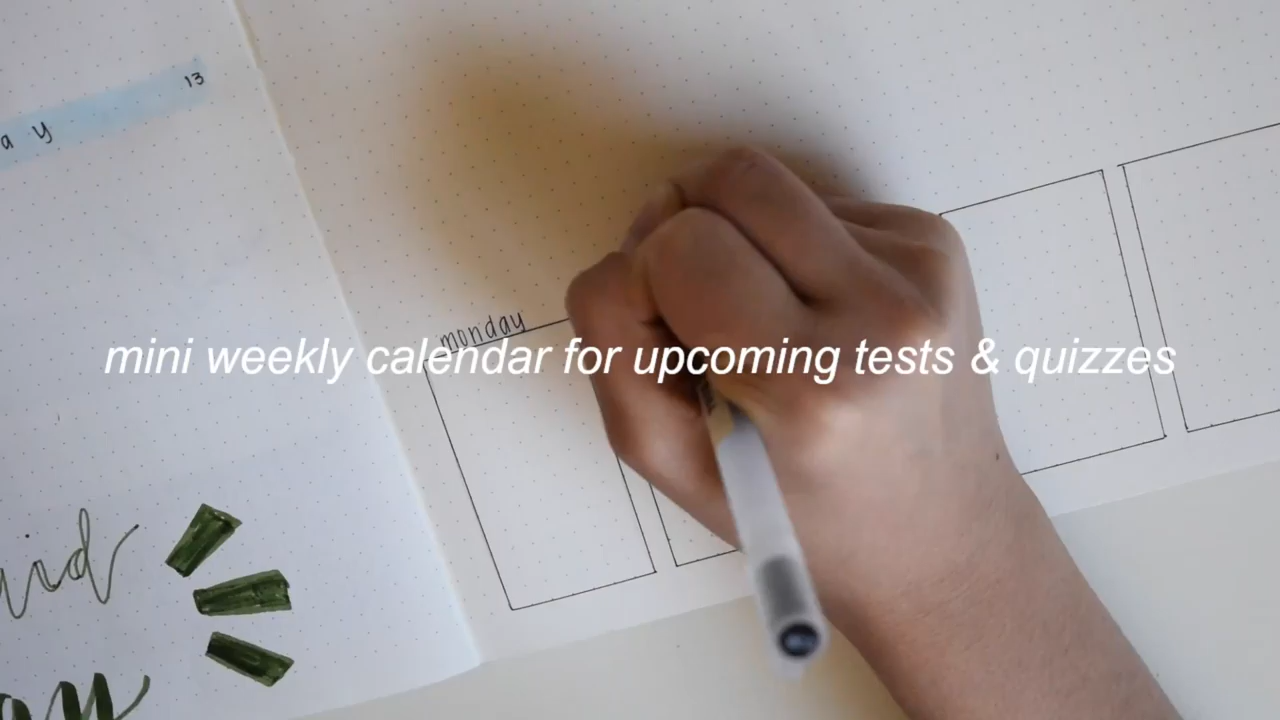 13
a y
monday
mini weekly calendar for upcoming tests & quizzes